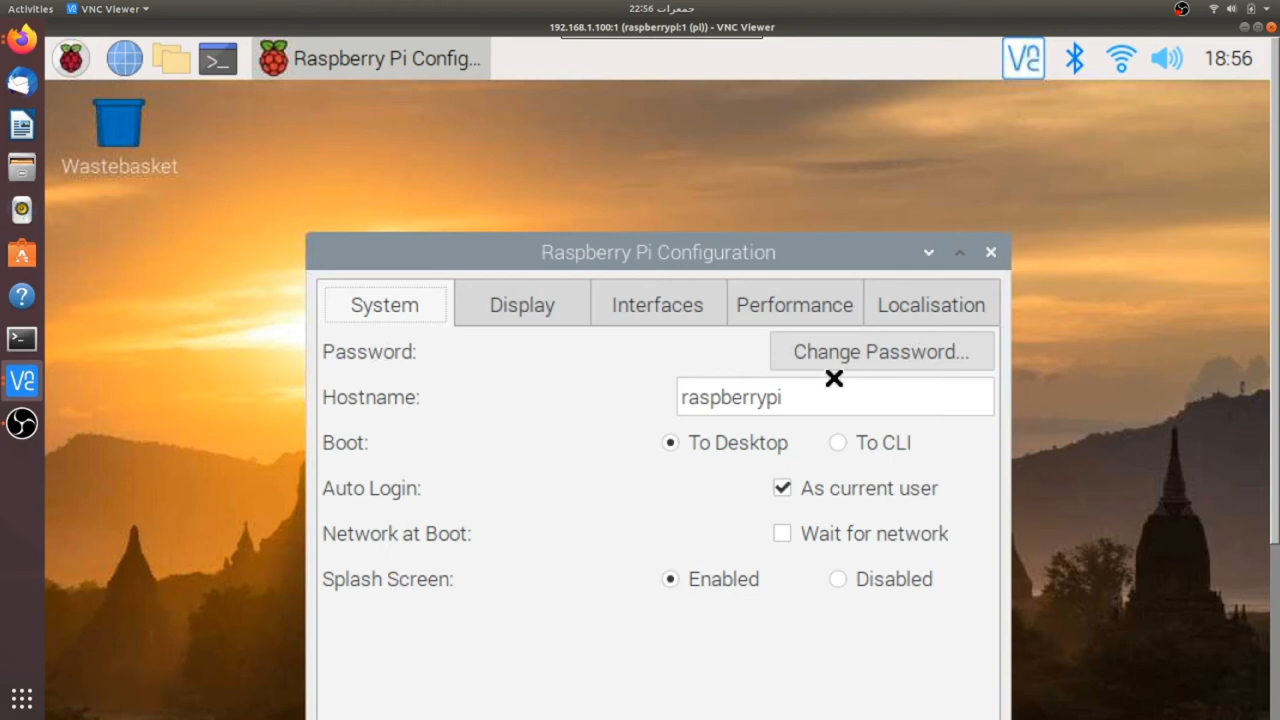 Activities VNC Viewer 22:56 جمعرات
192.168.1.100:1 (raspberrypi:1 (pi)) - VNC Viewer
Raspberry Pi Config... 18:56
Wastebasket
Raspberry Pi Configuration
System Display Interfaces Performance Localisation
Password: Change Password...
Hostname: raspberrypi
Boot: To Desktop To CLI
Auto Login: As current user
Network at Boot: Wait for network
Splash Screen: Enabled Disabled